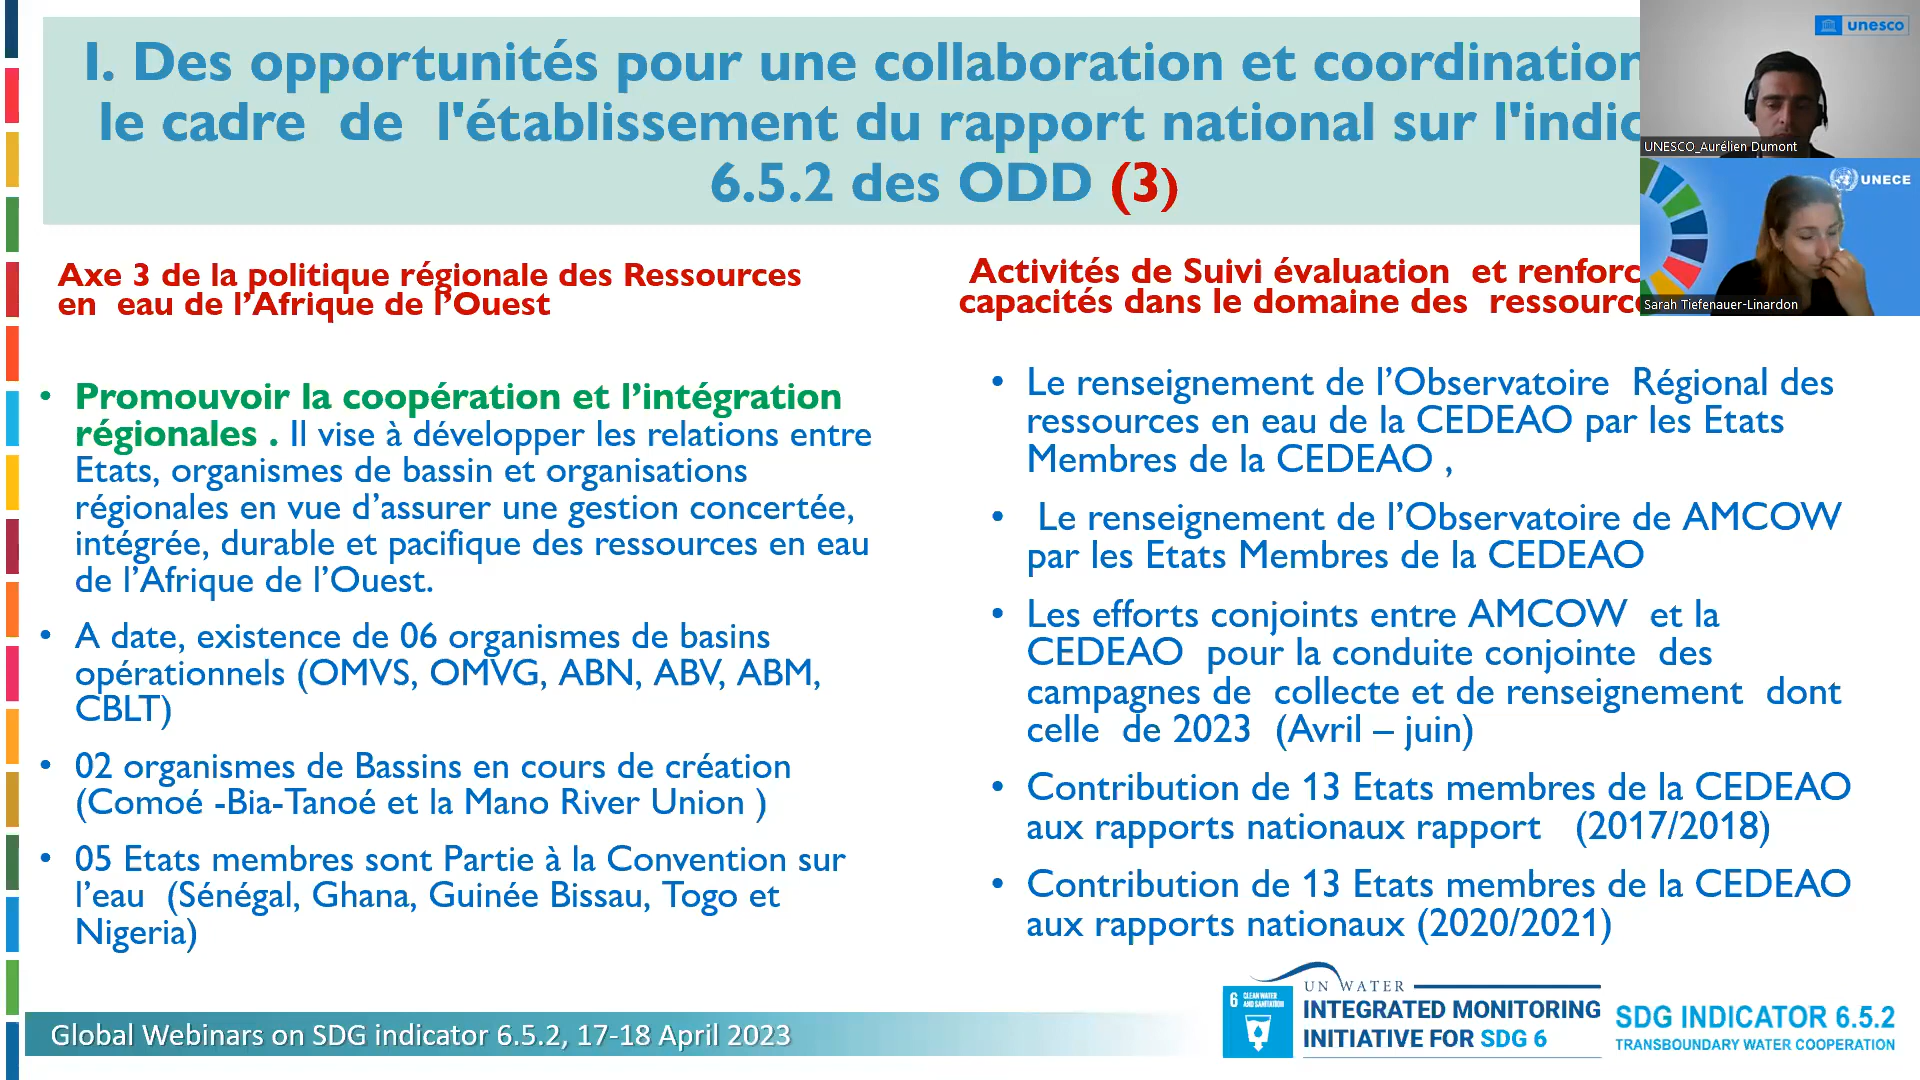 I. Des opportunités pour une collaboration et coordination
le cadre de l'établissement du rapport national sur l'indic
6.5.2 des ODD (3)
Axe 3 de la politique régionale des Ressources
en eau de l’Afrique de l’Ouest
• Promouvoir la coopération et l’intégration
régionales . Il vise à développer les relations entre
Etats, organismes de bassin et organisations
régionales en vue d’assurer une gestion concertée,
intégrée, durable et pacifique des ressources en eau
de l’Afrique de l’Ouest.
• A date, existence de 06 organismes de basins
opérationnels (OMVS, OMVG, ABN, ABV, ABM,
CBLT)
• 02 organismes de Bassins en cours de création
(Comoé -Bia-Tanoé et la Mano River Union )
• 05 Etats membres sont Partie à la Convention sur
l’eau (Sénégal, Ghana, Guinée Bissau, Togo et
Nigeria)
Activités de Suivi évaluation et renforc
capacités dans le domaine des ressource
• Le renseignement de l’Observatoire Régional des
ressources en eau de la CEDEAO par les Etats
Membres de la CEDEAO ,
• Le renseignement de l’Observatoire de AMCOW
par les Etats Membres de la CEDEAO
• Les efforts conjoints entre AMCOW et la
CEDEAO pour la conduite conjointe des
campagnes de collecte et de renseignement dont
celle de 2023 (Avril – juin)
• Contribution de 13 Etats membres de la CEDEAO
aux rapports nationaux rapport (2017/2018)
• Contribution de 13 Etats membres de la CEDEAO
aux rapports nationaux (2020/2021)
unesco
UNESCO_Aurélien Dumont
UNECE
Sarah Tiefenauer-Linardon
Global Webinars on SDG indicator 6.5.2, 17-18 April 2023
6 CLEAN WATER
AND SANITATION
UN WATER
INTEGRATED MONITORING
INITIATIVE FOR SDG 6
SDG INDICATOR 6.5.2
TRANSBOUNDARY WATER COOPERATION